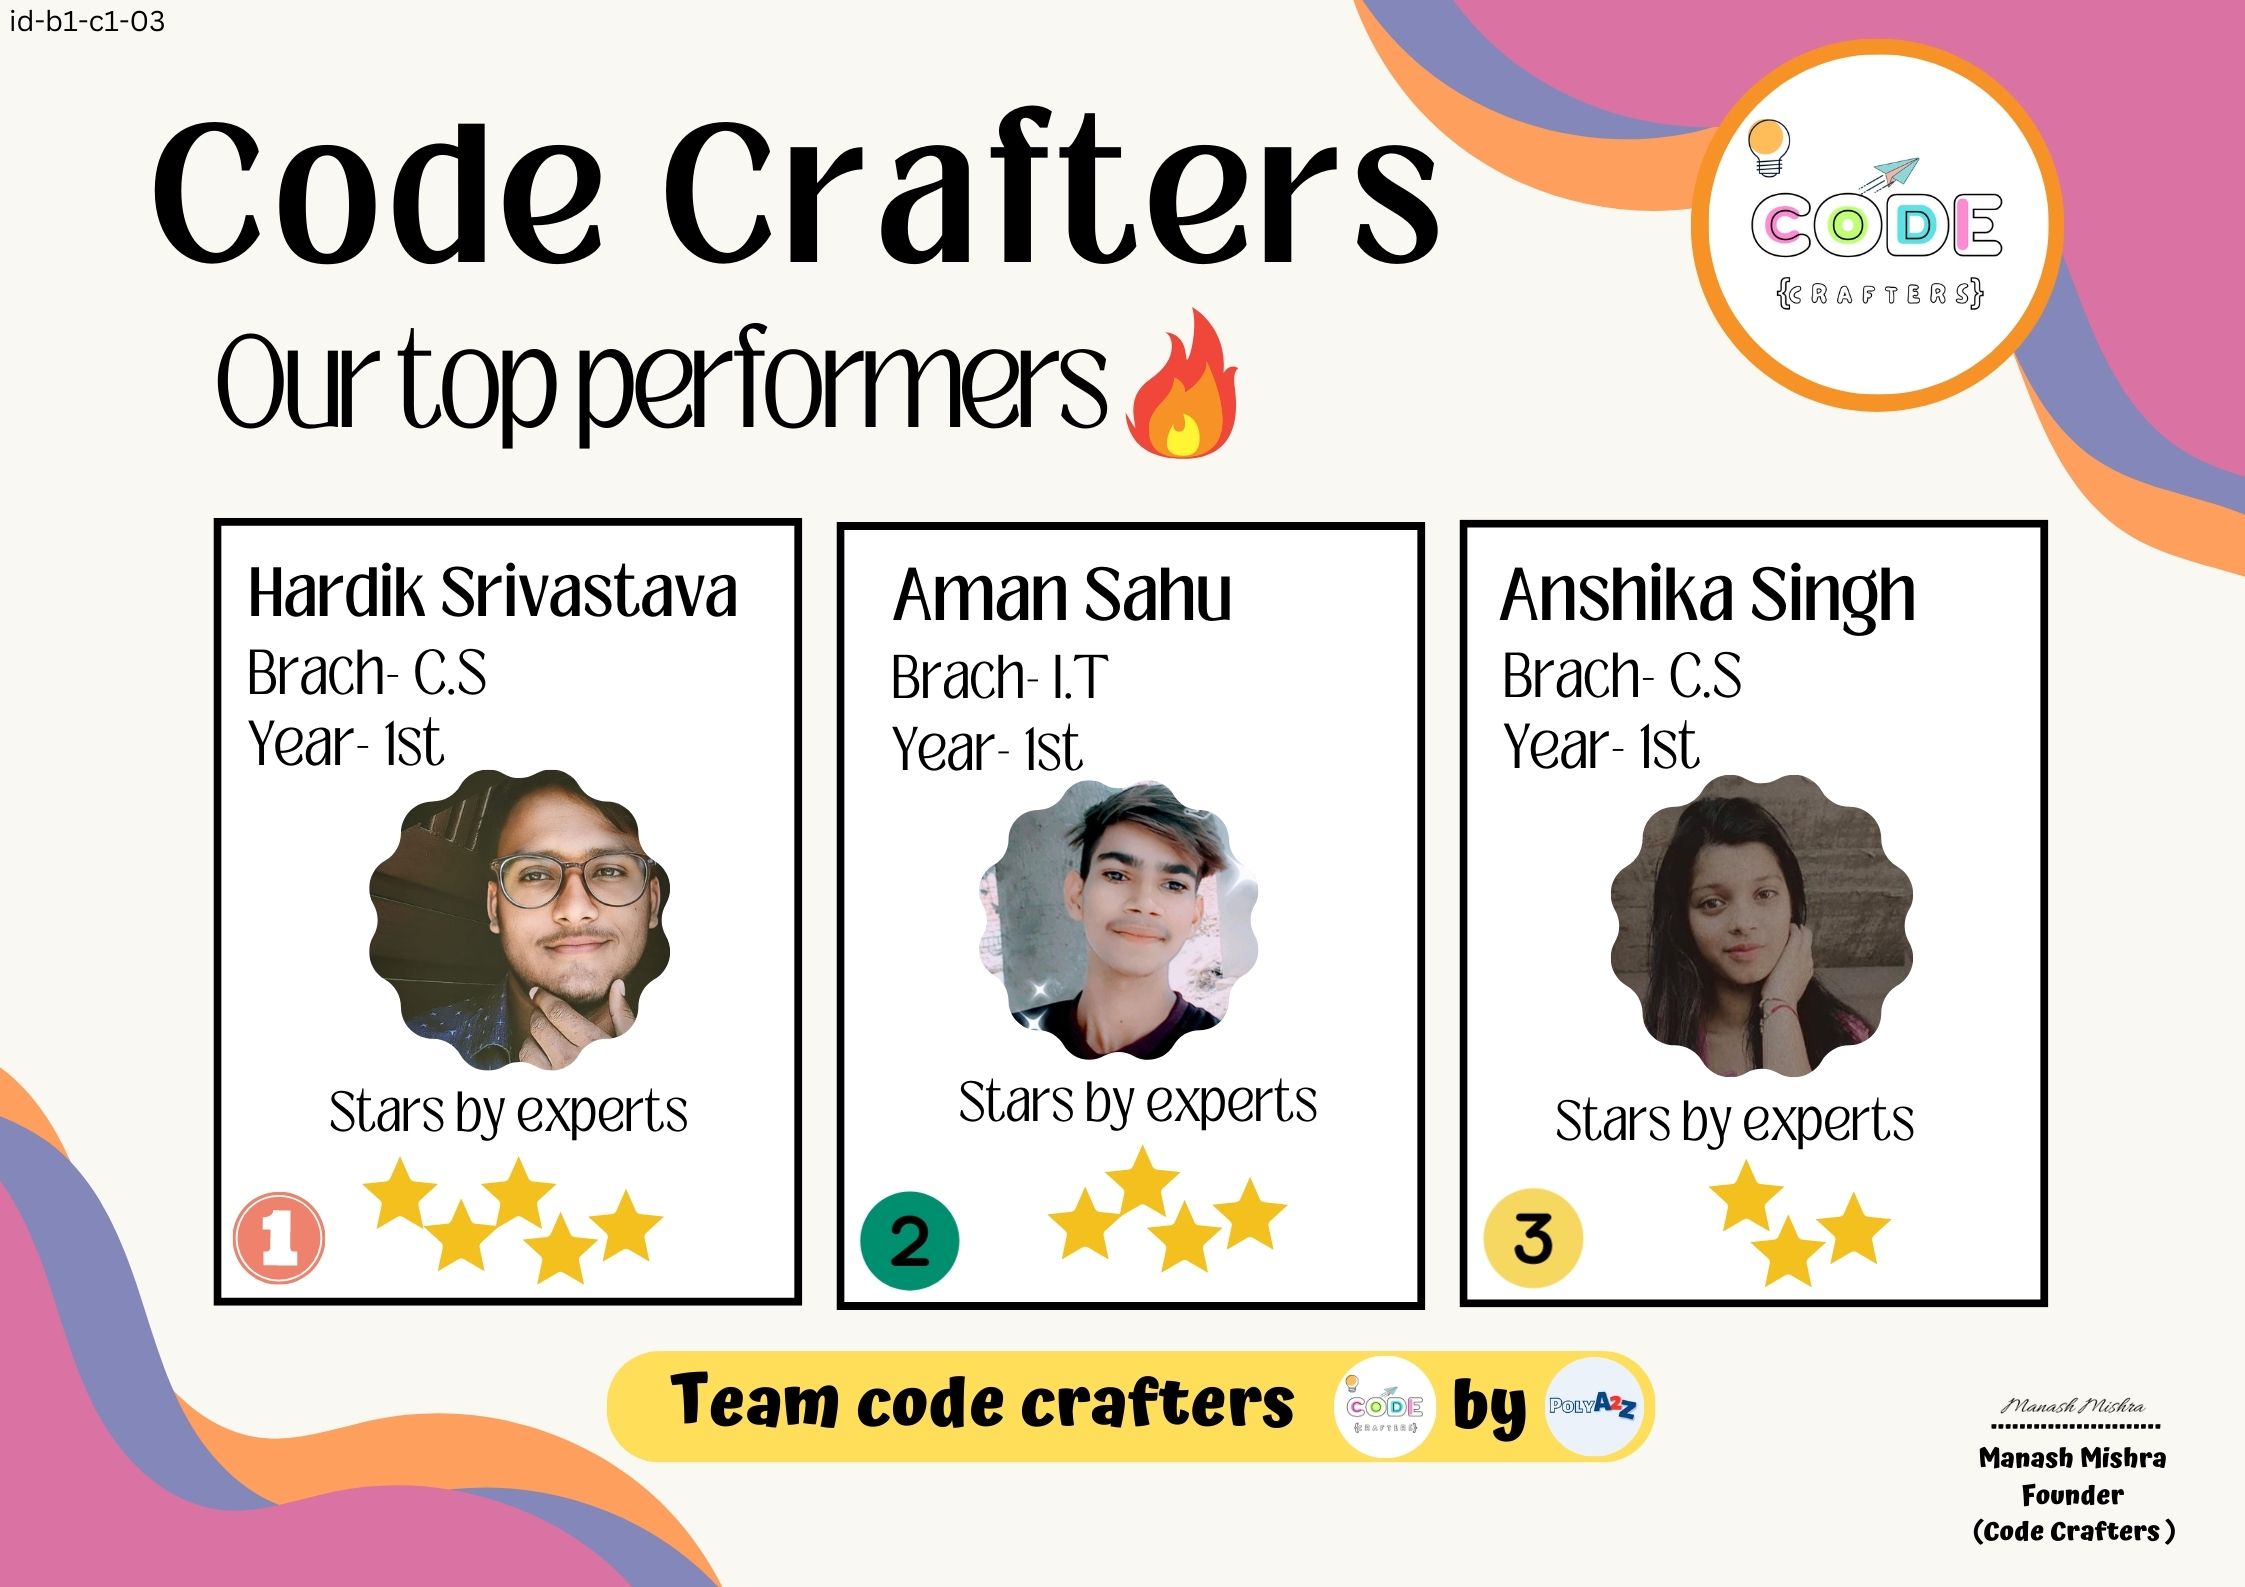 id-b1-c1-03
Code Crafters
CODE
{CRAFTERS}
Our top performers
Hardik Srivastava
Brach- C.S
Year- 1st
Stars by experts
1
Aman Sahu
Brach- I.T
Year- 1st
Stars by experts
2
Anshika Singh
Brach- C.S
Year- 1st
Stars by experts
3
Team code crafters CODE {CRAFTERS} by POLYA2Z
Manash Mishra
Manash Mishra
Founder
(Code Crafters )